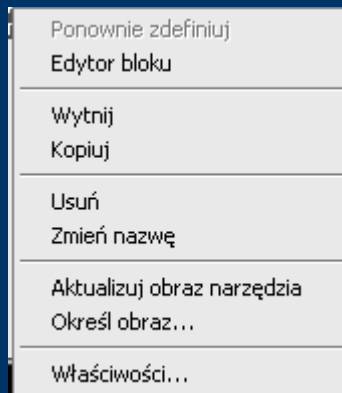 Ponownie zdefiniuj
Edytor bloku
Wytnij
Kopiuj
Usuń
Zmień nazwę
Aktualizuj obraz narzędzia
Określ obraz...
Właściwości...